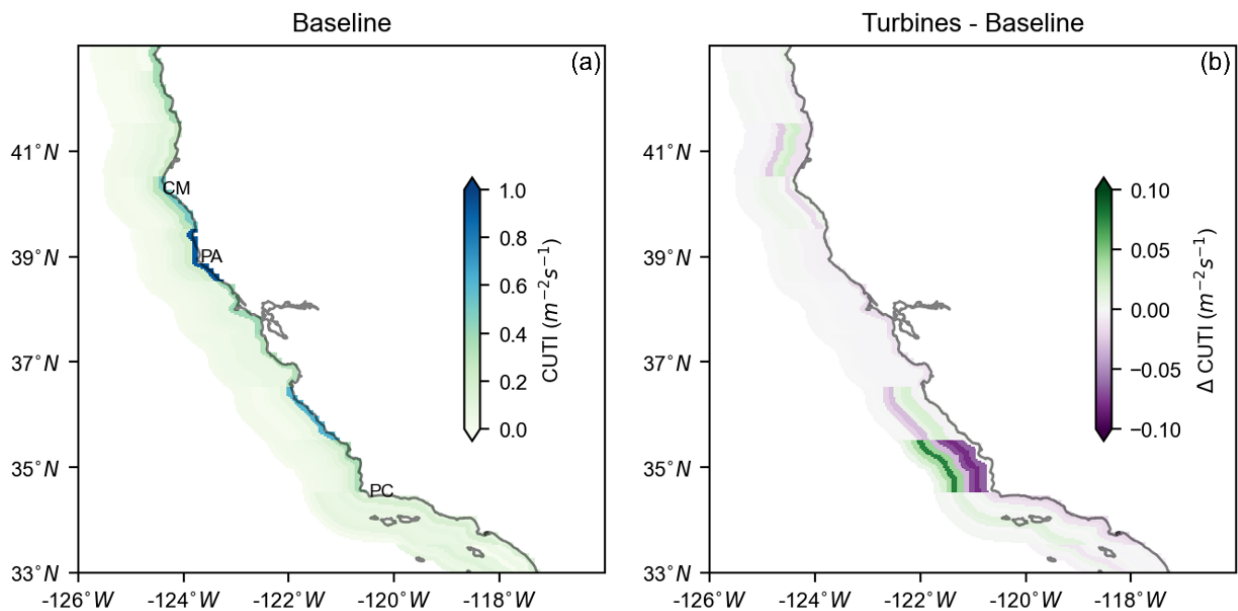 Baseline
(a)
41°N
39°N
37°N
35°N
33°N
-126°W
-124°W
-122°W
-120°W
-118°W
CM
PA
PC
1.0
0.8
0.6
0.4
0.2
0.0
CUTI (m⁻²s⁻¹)
Turbines - Baseline
(b)
41°N
39°N
37°N
35°N
33°N
-126°W
-124°W
-122°W
-120°W
-118°W
0.10
0.05
0.00
−0.05
−0.10
Δ CUTI (m⁻²s⁻¹)